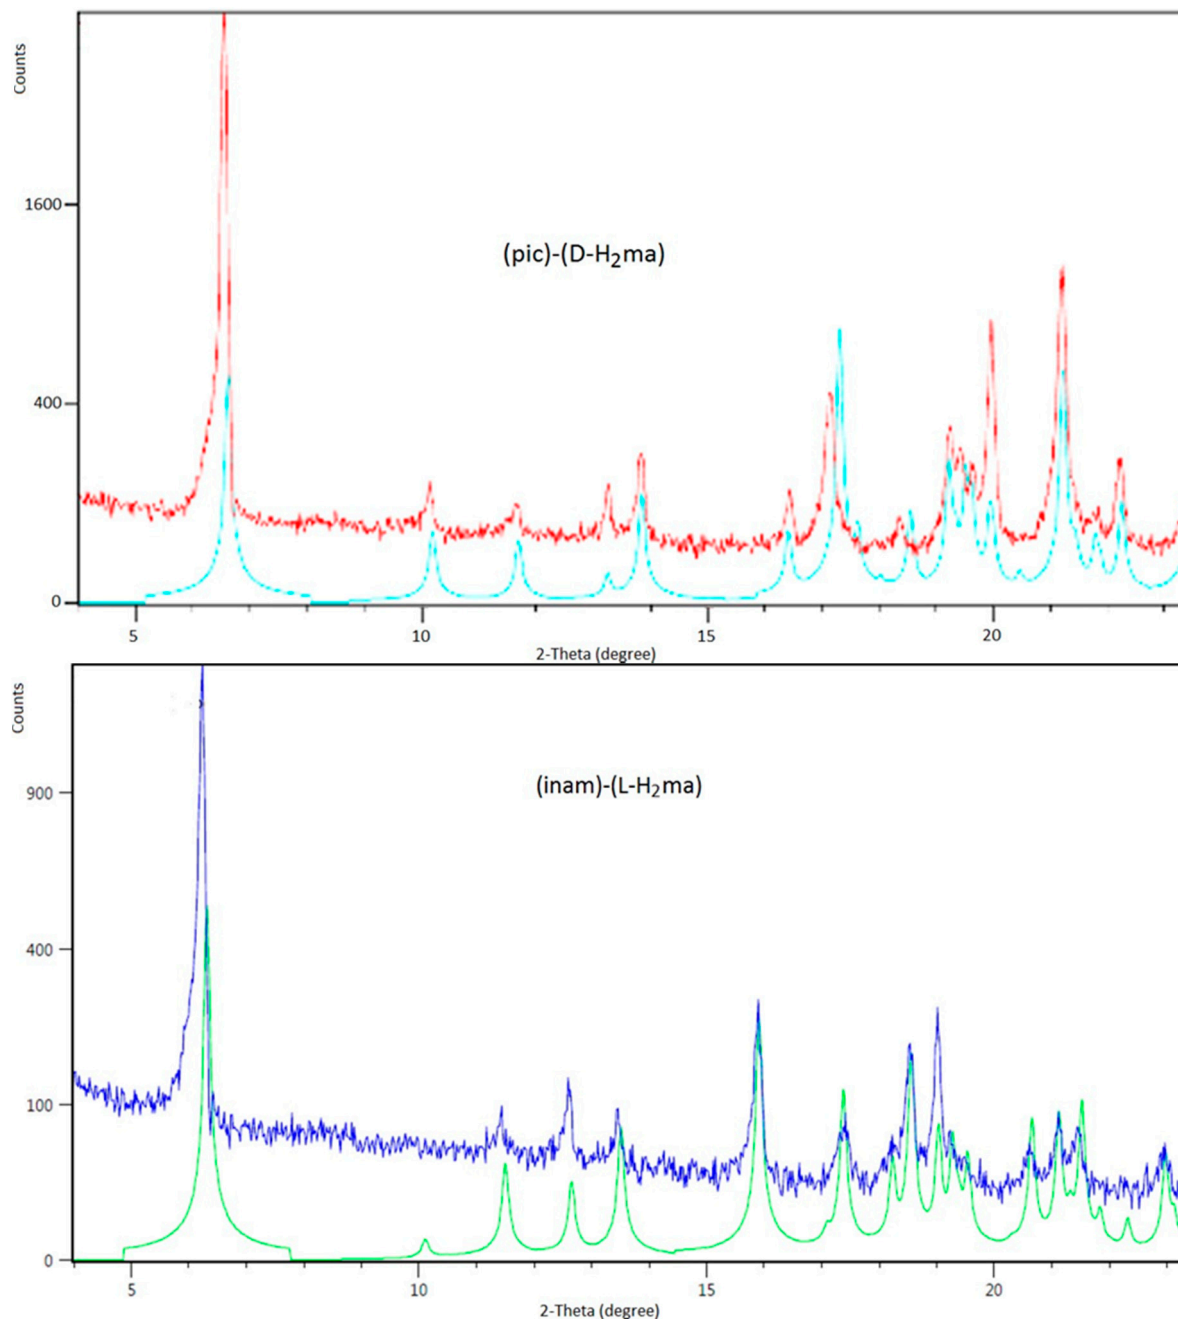 Counts
1600
(pic)-(D-H₂ma)
400
0
5 10 15 20
2-Theta (degree)
Counts
(inam)-(L-H₂ma)
900
400
100
0
5 10 15 20
2-Theta (degree)